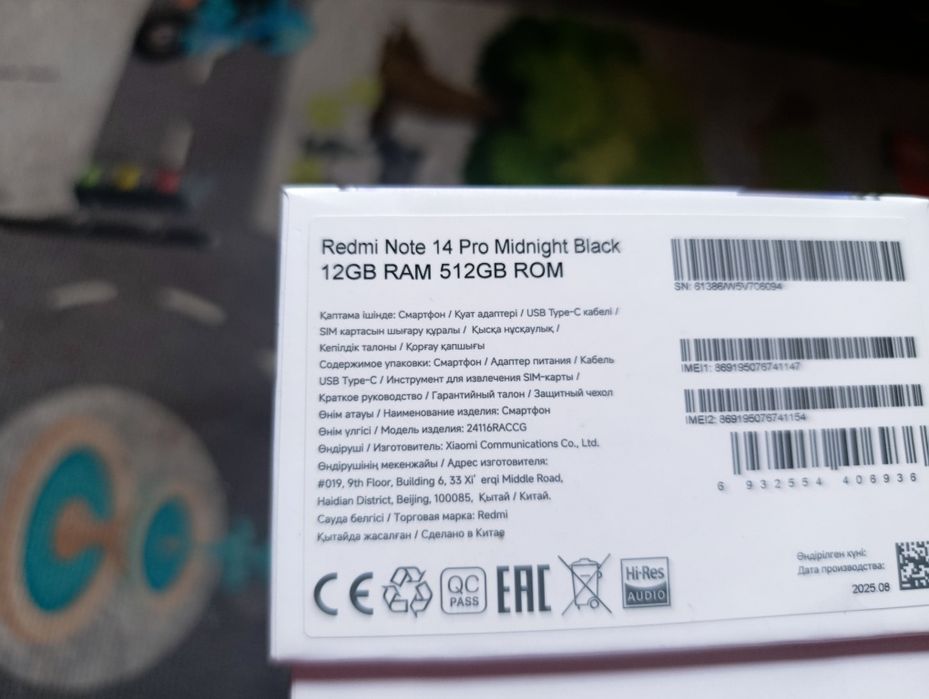 Redmi Note 14 Pro Midnight Black
12GB RAM 512GB ROM
Қаптама ішінде: Смартфон / Қуат адаптері / USB Type-C кабелі /
SIM картасын шығару құралы / Қысқа нұсқаулық /
Кепілдік талоны / Қорғау қапшығы
Содержимое упаковки: Смартфон / Адаптер питания / Кабель
USB Type-C / Инструмент для извлечения SIM-карты /
Краткое руководство / Гарантийный талон / Защитный чехол
Өнім атауы / Наименование изделия: Смартфон
Өнім үлгісі / Модель изделия: 24116RACCG
Өндіруші / Изготовитель: Xiaomi Communications Co., Ltd.
Өндірушінің мекенжайы / Адрес изготовителя:
#019, 9th Floor, Building 6, 33 Xi' erqi Middle Road,
Haidian District, Beijing, 100085, Қытай / Китай.
Сауда белгісі / Торговая марка: Redmi
Қытайда жасалған / Сделано в Китае
CE
QC
PASS
EAC
Hi-Res
AUDIO
SN: 61386/W5V706094
IMEI1: 869195076741147
IMEI2: 869195076741154
6 932554 406936
Өндірілген күні:
Дата производства:
2025.08